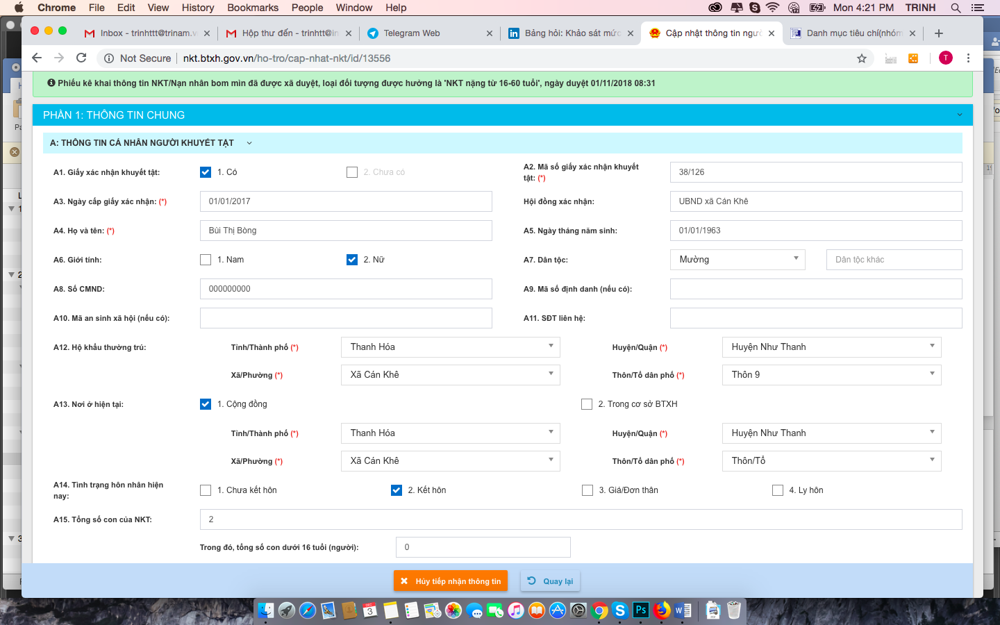 Chrome File Edit View History Bookmarks People Window Help Mon 4:21 PM TRINH
Inbox - trinhttt@trinam.v
Hộp thư đến - trinhtt@in
Telegram Web
Bảng hỏi: Khảo sát mức
Cập nhật thông tin ngườ
Danh mục tiêu chí(nhóm
Not Secure nkt.btxh.gov.vn/ho-tro/cap-nhat-nkt/id/13556 T
Phiếu kê khai thông tin NKT/Nạn nhân bom mìn đã được xã duyệt, loại đối tượng được hưởng là 'NKT nặng từ 16-60 tuổi', ngày duyệt 01/11/2018 08:31
PHẦN 1: THÔNG TIN CHUNG
A: THÔNG TIN CÁ NHÂN NGƯỜI KHUYẾT TẬT
A1. Giấy xác nhận khuyết tật: 1. Có 2. Chưa có
A2. Mã số giấy xác nhận khuyết
tật: (*) 38/126
A3. Ngày cấp giấy xác nhận: (*) 01/01/2017
Hội đồng xác nhận: UBND xã Cán Khê
A4. Họ và tên: (*) Bùi Thị Bòng
A5. Ngày tháng năm sinh: 01/01/1963
A6. Giới tính: 1. Nam 2. Nữ
A7. Dân tộc: Mường Dân tộc khác
A8. Số CMND: 000000000
A9. Mã số định danh (nếu có):
A10. Mã an sinh xã hội (nếu có):
A11. SĐT liên hệ:
A12. Hộ khẩu thường trú: Tỉnh/Thành phố (*) Thanh Hóa Huyện/Quận (*) Huyện Như Thanh
Xã/Phường (*) Xã Cán Khê Thôn/Tổ dân phố (*) Thôn 9
A13. Nơi ở hiện tại: 1. Cộng đồng 2. Trong cơ sở BTXH
Tỉnh/Thành phố (*) Thanh Hóa Huyện/Quận (*) Huyện Như Thanh
Xã/Phường (*) Xã Cán Khê Thôn/Tổ dân phố (*) Thôn/Tổ
A14. Tình trạng hôn nhân hiện
nay: 1. Chưa kết hôn 2. Kết hôn 3. Giá/Đơn thân 4. Ly hôn
A15. Tổng số con của NKT: 2
Trong đó, tổng số con dưới 16 tuổi (người): 0
Hủy tiếp nhận thông tin Quay lại
DEC
3
Ps